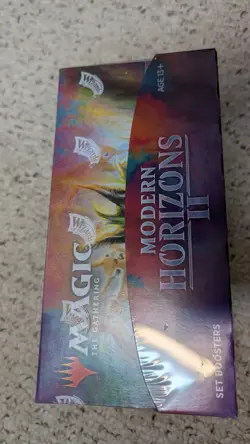 MAGIC
THE GATHERING
MODERN
HORIZONS
II
AGE 13+
SET BOOSTERS